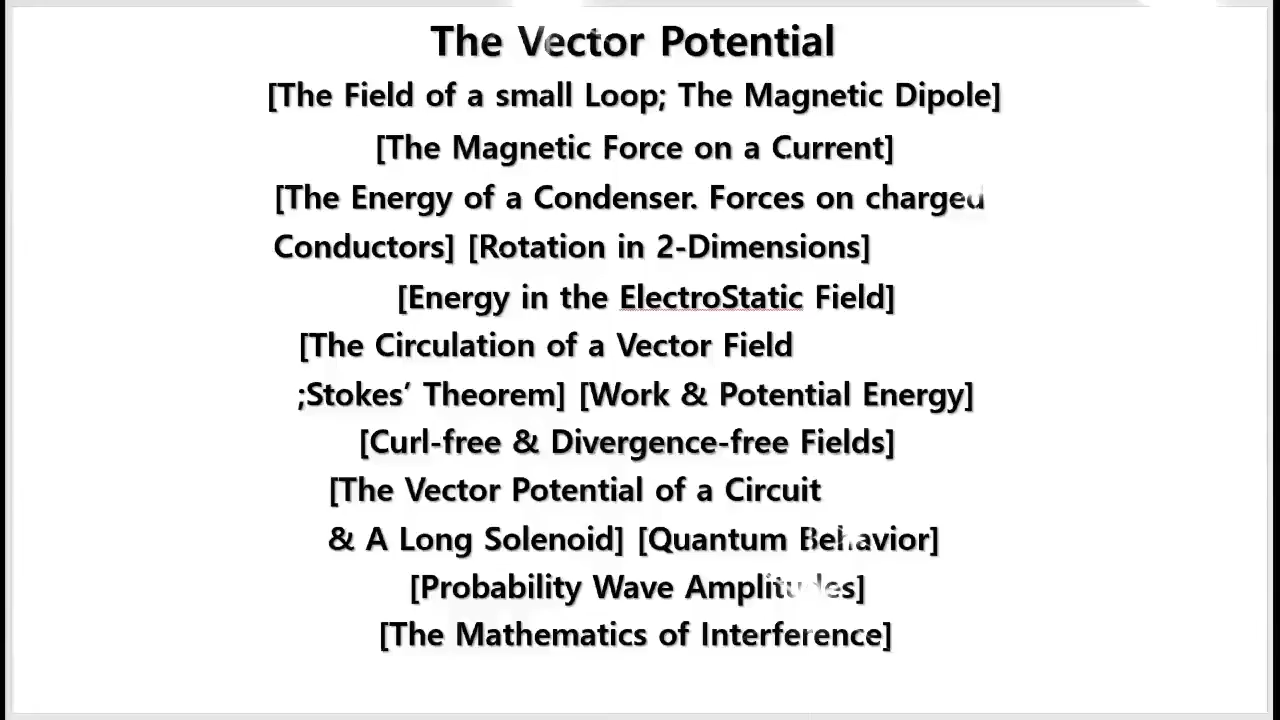 The Vector Potential
[The Field of a small Loop; The Magnetic Dipole]
[The Magnetic Force on a Current]
[The Energy of a Condenser. Forces on charged
Conductors] [Rotation in 2-Dimensions]
[Energy in the ElectroStatic Field]
[The Circulation of a Vector Field
;Stokes’ Theorem] [Work & Potential Energy]
[Curl-free & Divergence-free Fields]
[The Vector Potential of a Circuit
& A Long Solenoid] [Quantum Behavior]
[Probability Wave Amplitudes]
[The Mathematics of Interference]